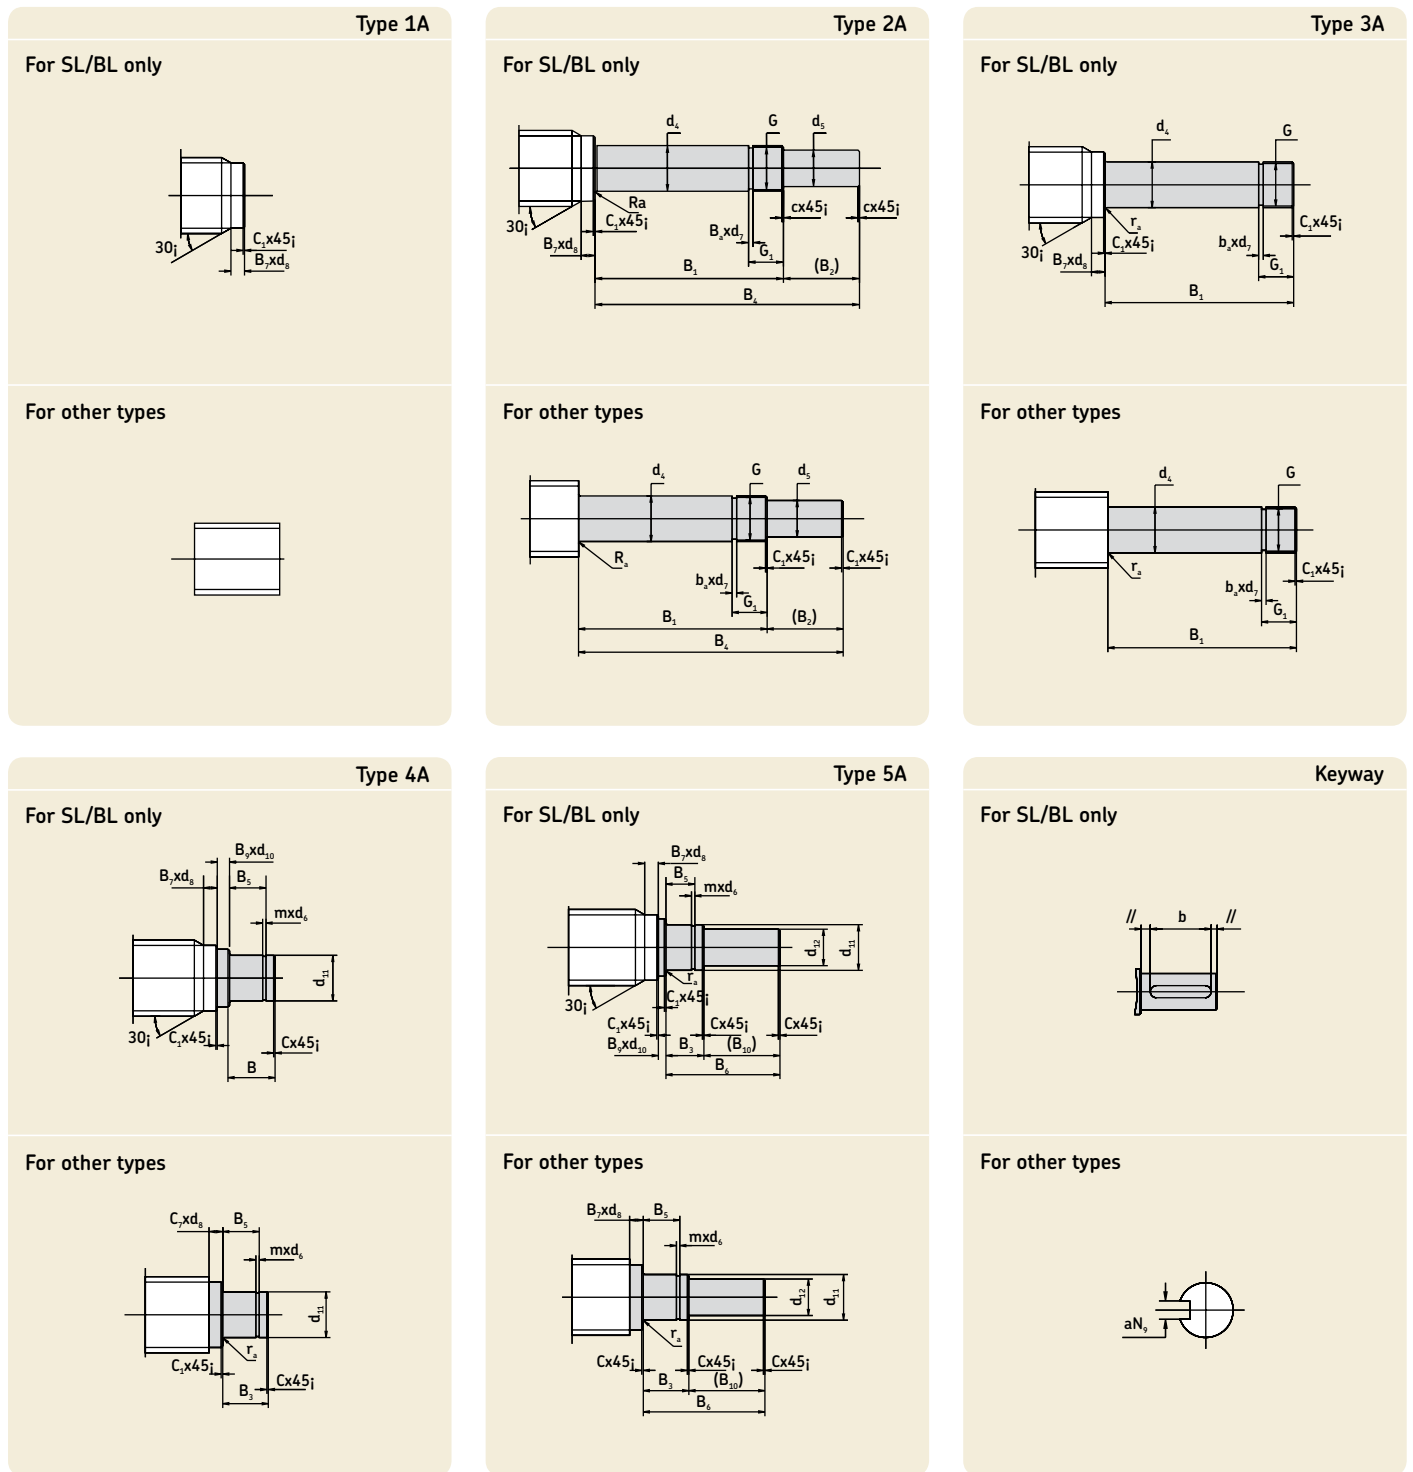 Type 1A
For SL/BL only
30¡
C₁x45¡
B₇xd₈
For other types
Type 2A
For SL/BL only
d₄
G
d₅
Ra
30¡
C₁x45¡
cx45¡
cx45¡
B₇xd₈
Bₐxd₇
G₁
B₁
(B₂)
B₄
For other types
d₄
G
d₅
Rₐ
C₁x45¡
C₁x45¡
bₐxd₇
G₁
B₁
(B₂)
B₄
Type 3A
For SL/BL only
d₄
G
rₐ
C₁x45¡
30¡
C₁x45¡
B₇xd₈
bₐxd₇
G₁
B₁
For other types
d₄
G
rₐ
C₁x45¡
bₐxd₇
G₁
B₁
Type 4A
For SL/BL only
B₉xd₁₀
B₇xd₈
B₅
mxd₆
d₁₁
30¡
C₁x45¡
Cx45¡
B
For other types
C₇xd₈
B₅
mxd₆
d₁₁
rₐ
C₁x45¡
Cx45¡
B₃
Type 5A
For SL/BL only
B₇xd₈
B₅
mxd₆
d₁₂
d₁₁
rₐ
30¡
C₁x45¡
C₁x45¡
Cx45¡
Cx45¡
B₉xd₁₀
B₃
(B₁₀)
B₆
For other types
B₇xd₈
B₅
mxd₆
d₁₂
d₁₁
rₐ
Cx45¡
Cx45¡
Cx45¡
B₃
(B₁₀)
B₆
Keyway
For SL/BL only
//
b
//
For other types
aN₉